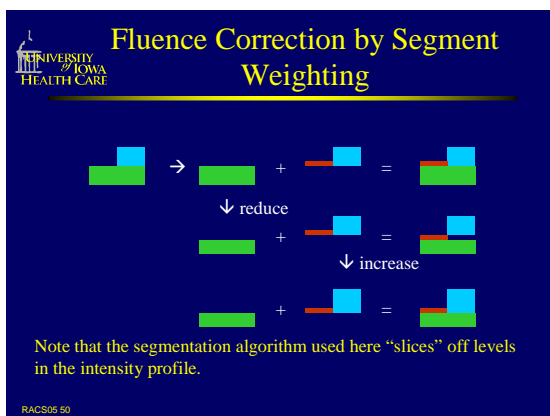 UNIVERSITY
of IOWA
HEALTH CARE
Fluence Correction by Segment
Weighting
→ + =
↓ reduce
+ =
↓ increase
+ =
Note that the segmentation algorithm used here “slices” off levels
in the intensity profile.
RACS05 50